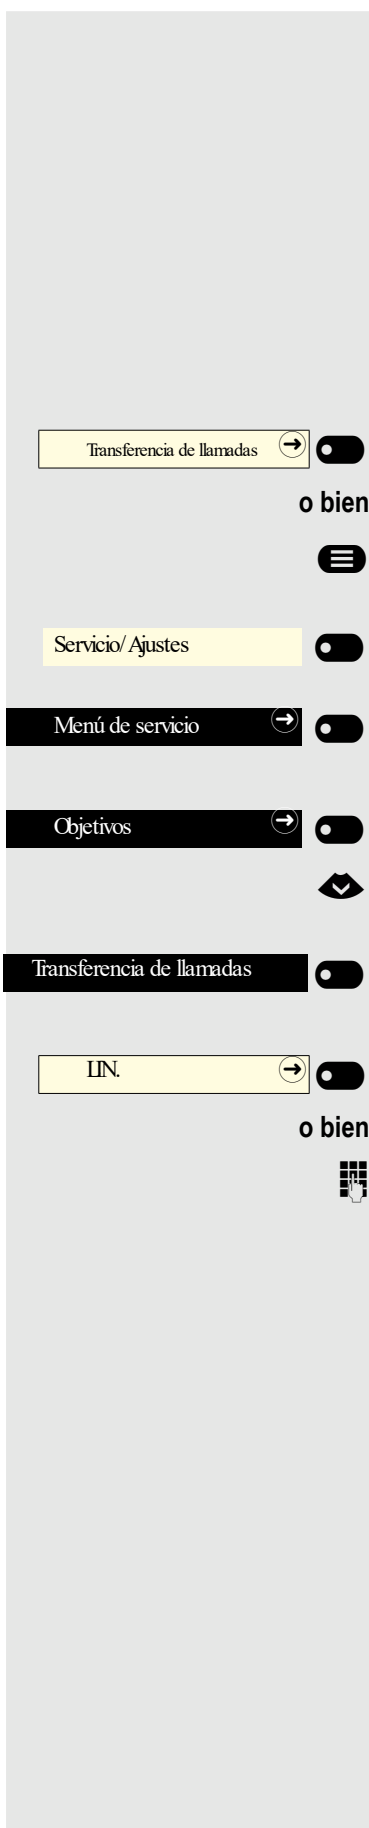 Transferencia de llamadas
o bien
Servicio/Ajustes
Menú de servicio
Objetivos
Transferencia de llamadas
LIN.
o bien